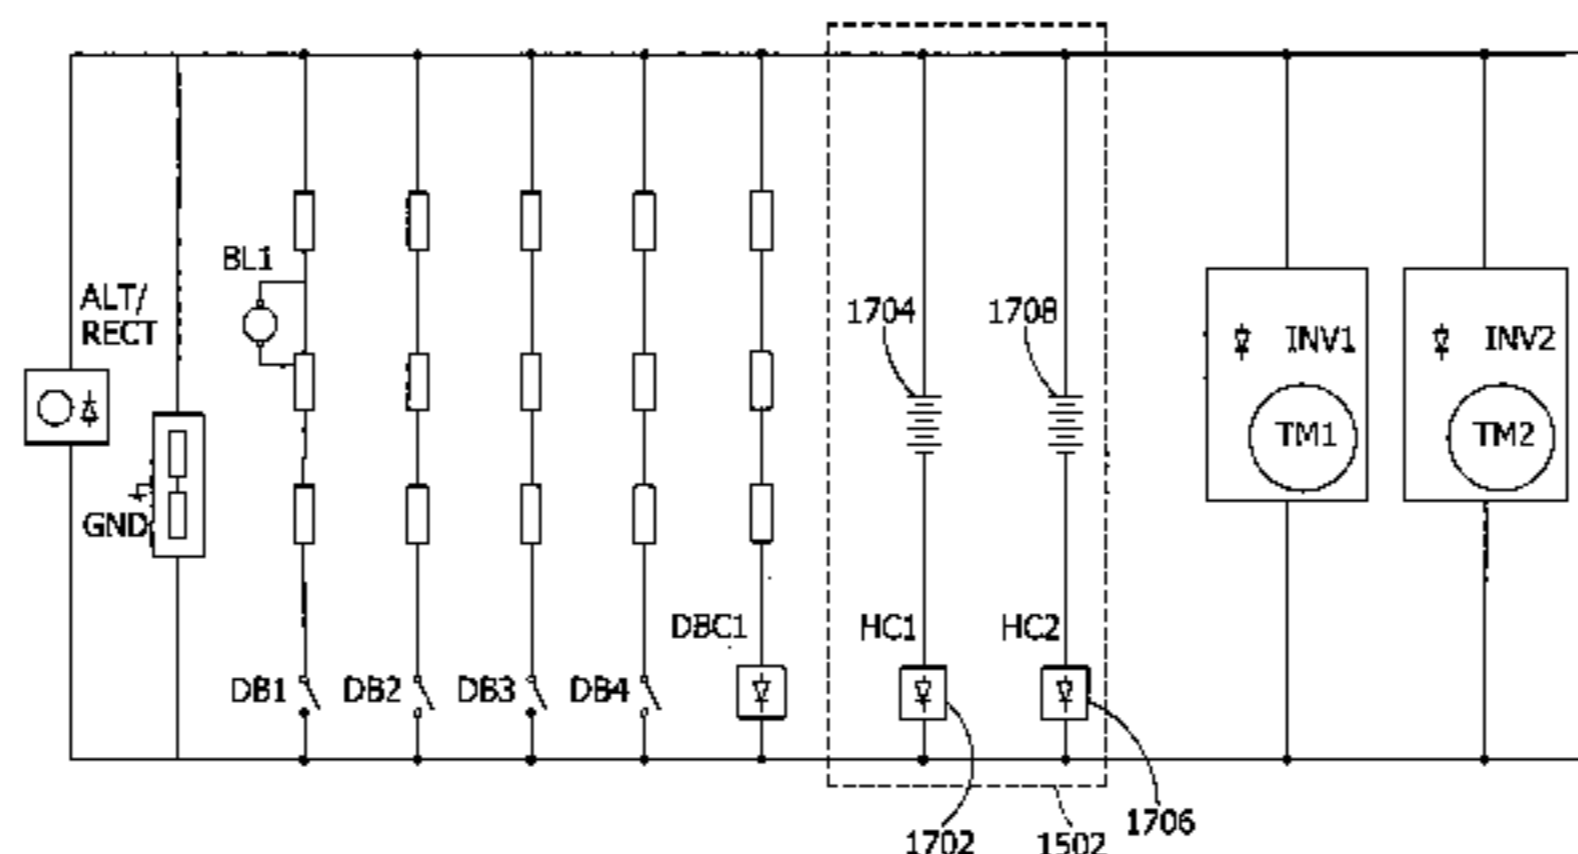 BL1
ALT/
RECT
1704
1708
INV1
INV2
TM1
TM2
GND
DBC1
HC1
HC2
DB1
DB2
DB3
DB4
1702
1502
1706